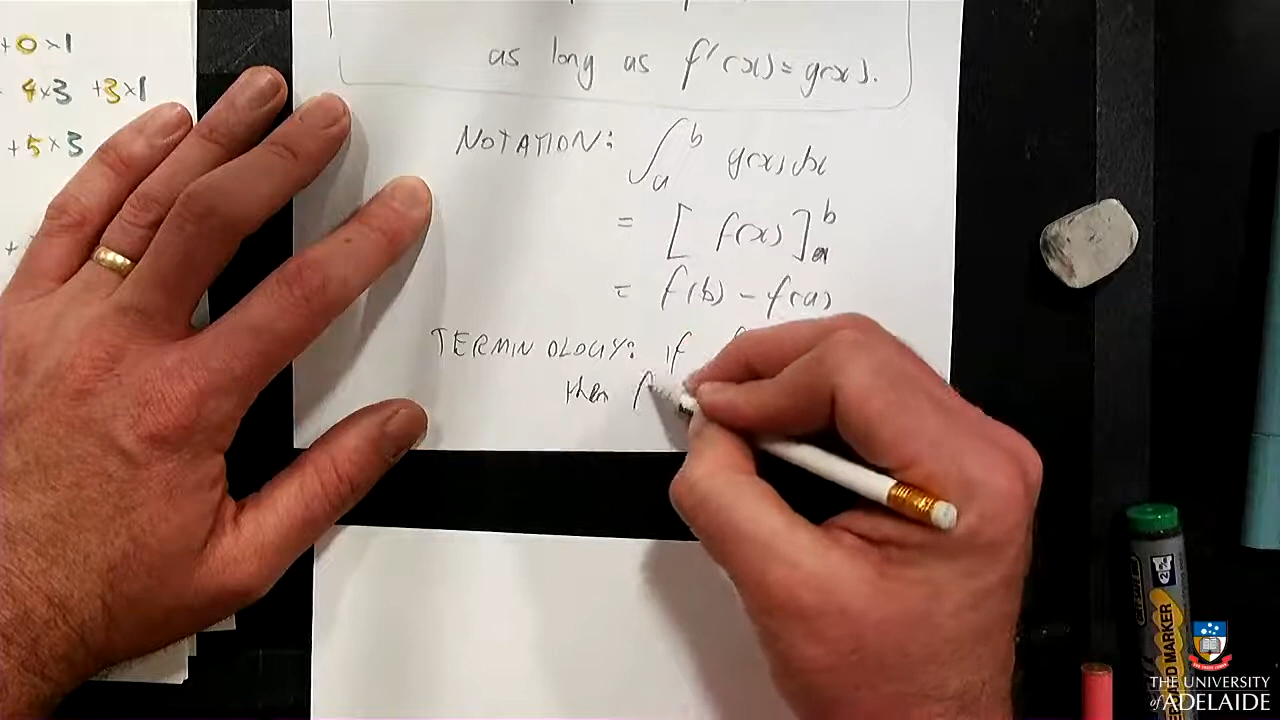 +0×1
4×3 +3×1
+5×3
as long as f'(x)=g(x).
NOTATION: ∫ₐᵇ g(x)dx
= [ f(x) ]ₐᵇ
= f(b) - f(a)
TERMINOLOGY: if
then
MARKER
THE UNIVERSITY
of ADELAIDE